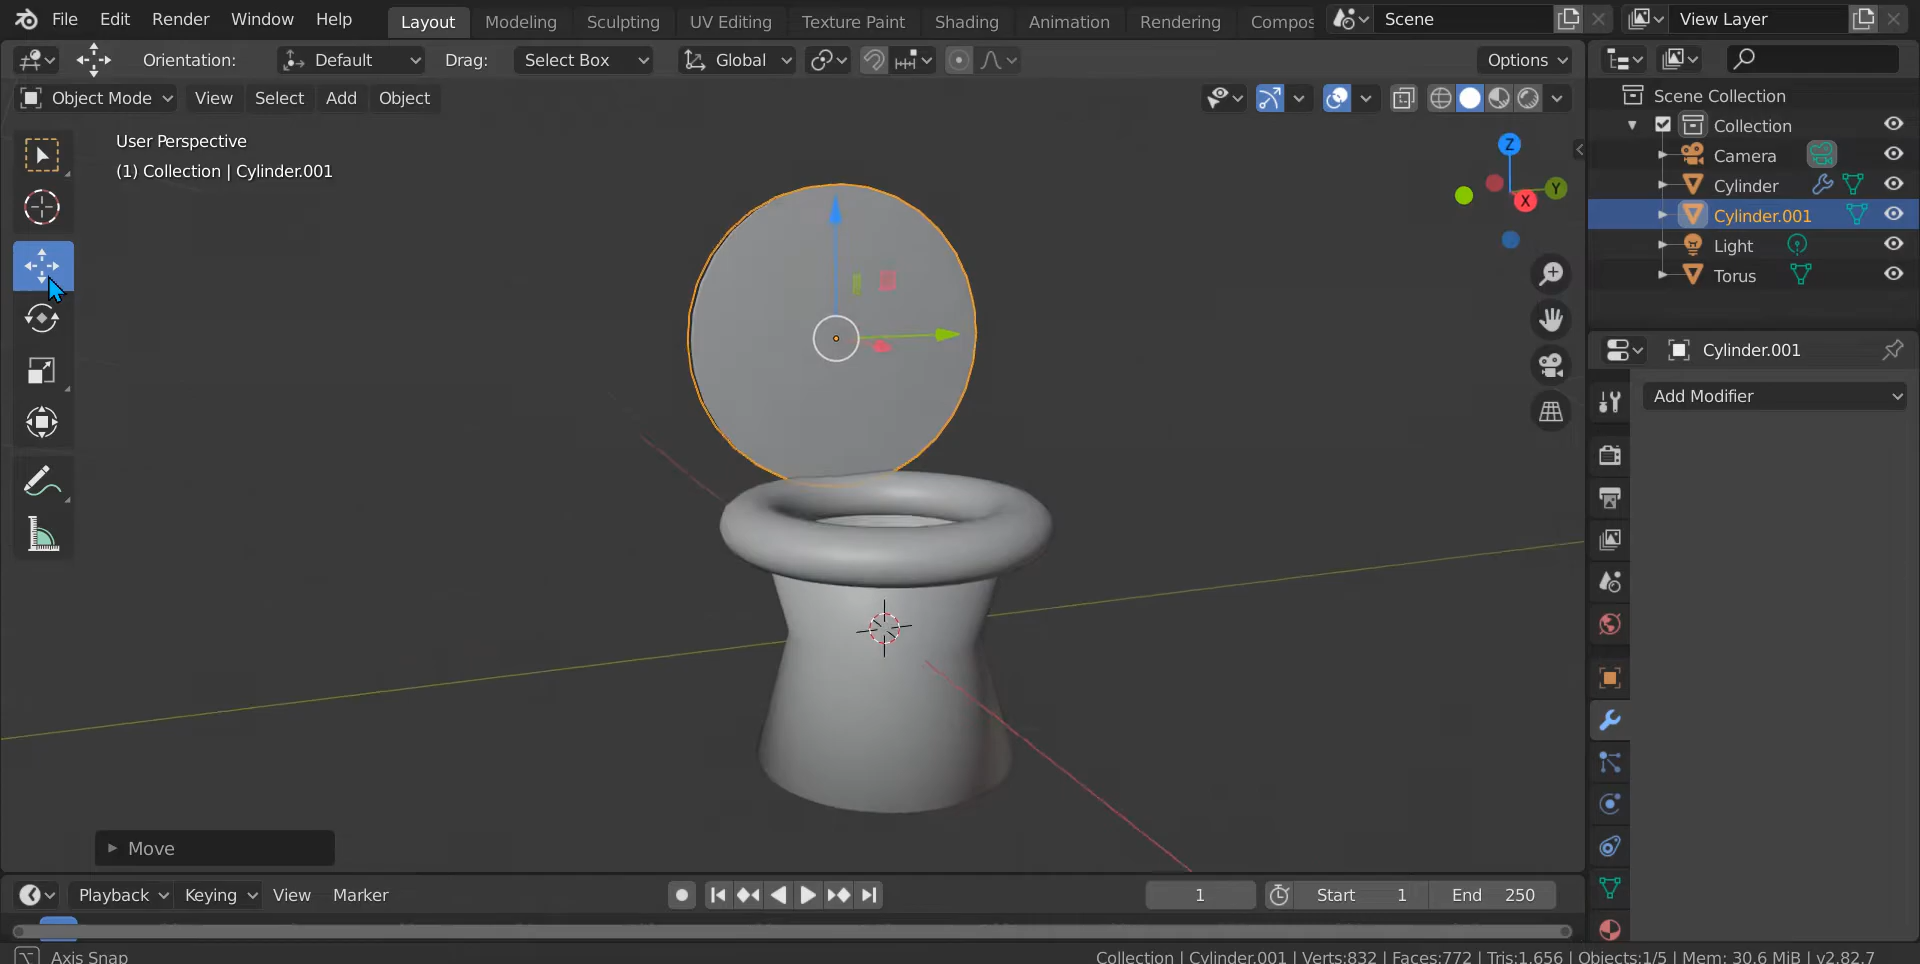 File Edit Render Window Help Layout Modeling Sculpting UV Editing Texture Paint Shading Animation Rendering Compos Scene View Layer
Orientation: Default Drag: Select Box Global Options
Object Mode View Select Add Object
User Perspective
(1) Collection | Cylinder.001
Z
Y
X
Scene Collection
Collection
Camera
Cylinder
Cylinder.001
Light
Torus
Cylinder.001
Add Modifier
Move
Playback Keying View Marker 1 Start 1 End 250
Axis Snap Collection | Cylinder.001 | Verts:832 | Faces:772 | Tris:1,656 | Objects:1/5 | Mem: 30.6 MiB | v2.82.7